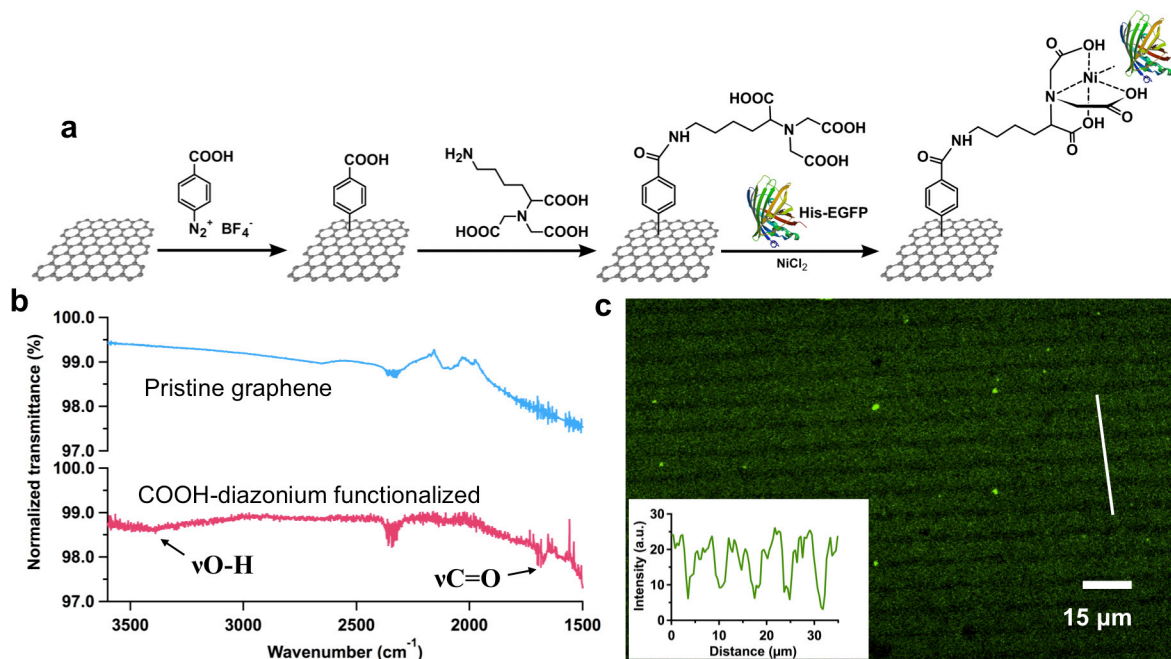 a
COOH
N2+ BF4-
COOH
H2N
COOH
N
HOOC
COOH
HOOC
NH
N
COOH
O
COOH
His-EGFP
NiCl2
O
OH
Ni
N
OH
O
OH
NH
O
O
b
100.0
99.0
98.0
97.0
100.0
99.0
98.0
97.0
Normalized transmittance (%)
Pristine graphene
COOH-diazonium functionalized
νO-H
νC=O
3500
3000
2500
2000
1500
Wavenumber (cm-1)
c
30
20
10
0
Intensity (a.u.)
0
10
20
30
Distance (µm)
15 µm